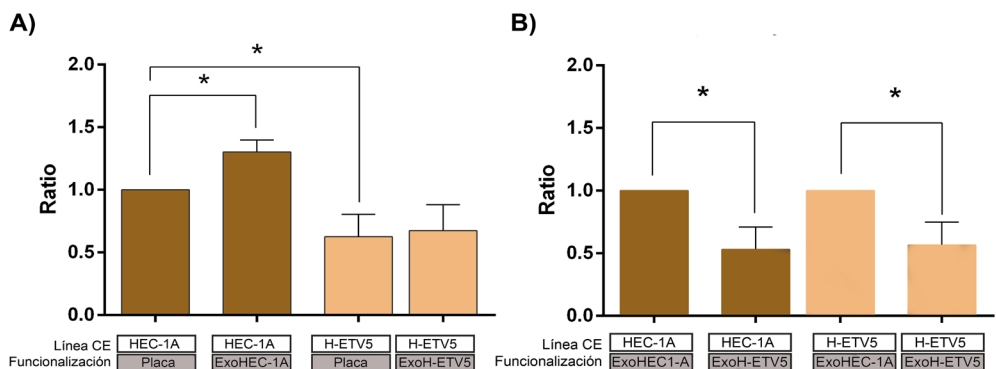 A)
Ratio
2.0
1.5
1.0
0.5
0.0
*
*
Línea CE HEC-1A HEC-1A H-ETV5 H-ETV5
Funcionalización Placa ExoHEC-1A Placa ExoH-ETV5
B)
Ratio
2.0
1.5
1.0
0.5
0.0
* *
Línea CE HEC-1A HEC-1A H-ETV5 H-ETV5
Funcionalización ExoHEC1-A ExoH-ETV5 ExoHEC-1A ExoH-ETV5